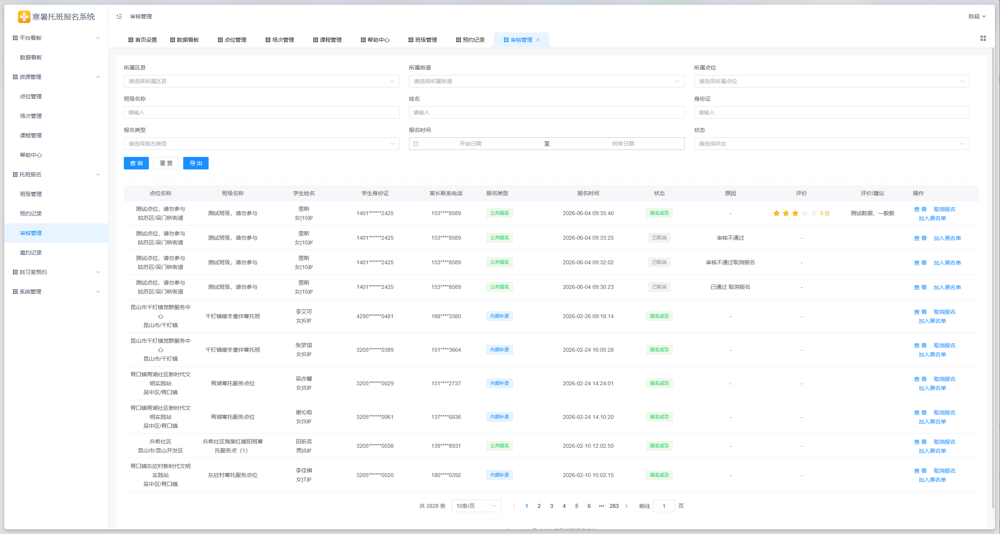 寒暑托班报名系统
审核管理
陈超
平台看板
数据看板
资源管理
点位管理
场次管理
课程管理
帮助中心
托班报名
班级管理
预约记录
审核管理
邀约记录
自习室预约
系统管理
首页设置 数据看板 点位管理 场次管理 课程管理 帮助中心 班级管理 预约记录 审核管理
所属区县 所属街道 所属点位
请选择所属区县 请选择所属街道 请选择所属点位
班级名称 姓名 身份证
请输入 请输入 请输入
报名类型 报名时间 状态
请选择报名类型 开始日期 至 结束日期 请选择状态
查 询 重 置 导 出
点位名称 班级名称 学生姓名 学生身份证 家长联系电话 报名类型 报名时间 状态 原因 评价 评价/建议 操作
测试点位，请勿参与 里斯 查 看 取消报名
测试班级，请勿参与 1401******2425 153****8589 公共报名 2026-06-04 09:35:40 报名成功 - 3 分 测试数据，一般般
姑苏区/吴门桥街道 女|10岁 加入黑名单
测试点位，请勿参与 里斯
测试班级，请勿参与 1401******2425 153****8589 公共报名 2026-06-04 09:33:25 已取消 审核不通过 - 查 看 加入黑名单
姑苏区/吴门桥街道 女|10岁
测试点位，请勿参与 里斯
测试班级，请勿参与 1401******2425 153****8589 公共报名 2026-06-04 09:32:02 已取消 审核不通过取消报名 - 查 看 加入黑名单
姑苏区/吴门桥街道 女|10岁
测试点位，请勿参与 里斯
测试班级，请勿参与 1401******2425 153****8589 公共报名 2026-06-04 09:30:23 已取消 已通过 取消报名 - 查 看 加入黑名单
姑苏区/吴门桥街道 女|10岁
昆山市千灯镇党群服务中 李艾可 查 看 取消报名
心 千灯镇暖冬童伴寒托班 4290******0481 188****3380 内部补录 2026-02-26 09:18:14 报名成功 - -
昆山市/千灯镇 女|6岁 加入黑名单
昆山市千灯镇党群服务中 张梦琪 查 看 取消报名
心 千灯镇暖冬童伴寒托班 3205******0389 151****3664 内部补录 2026-02-24 16:05:28 报名成功 - -
昆山市/千灯镇 女|6岁 加入黑名单
胥口镇胥湖社区新时代文 吴亦馨 查 看 取消报名
明实践站 胥湖寒托服务点位 3205******0029 151****2737 内部补录 2026-02-24 14:24:01 报名成功 - -
吴中区/胥口镇 女|8岁 加入黑名单
胥口镇胥湖社区新时代文 谢沁茹 查 看 取消报名
明实践站 胥湖寒托服务点位 3205******0061 137****6836 内部补录 2026-02-24 14:10:20 报名成功 - -
吴中区/胥口镇 女|9岁 加入黑名单
兵希社区 兵希社区海棠红暖阳班寒 田昕奕 查 看 取消报名
3205******0038 139****8931 公共报名 2026-02-10 12:02:50 报名成功 - -
昆山市/昆山开发区 托服务点（1） 男|8岁 加入黑名单
胥口镇东欣村新时代文明 李佳祺 查 看 取消报名
实践站 东欣村寒托服务点位 3205******0020 180****0392 内部补录 2026-02-10 10:02:15 报名成功 - -
吴中区/胥口镇 女|7岁 加入黑名单
共 2828 条 10条/页 1 2 3 4 5 6 ••• 283 前往 1 页